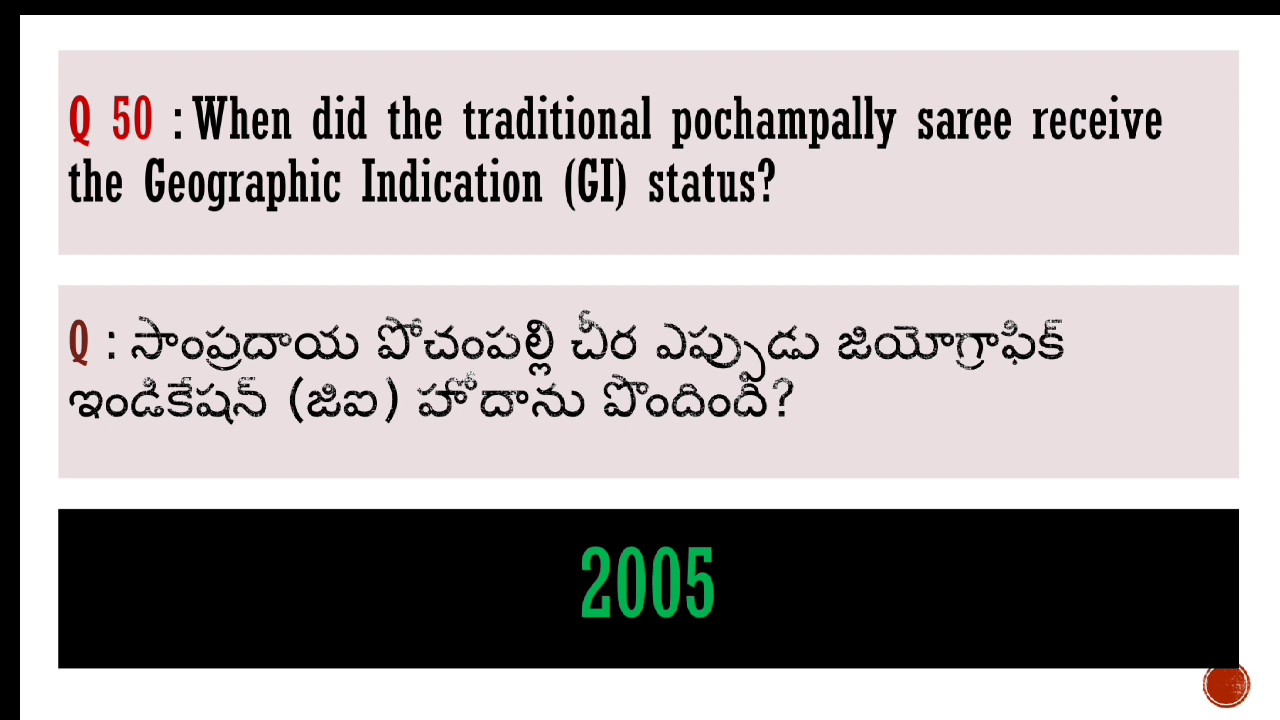 Q 50 : When did the traditional pochampally saree receive
the Geographic Indication (GI) status?
Q : సాంప్రదాయ పోచంపల్లి చీర ఎప్పుడు జియోగ్రాఫిక్
ఇండికేషన్ (జిఐ) హోదాను పొందింది?
2005